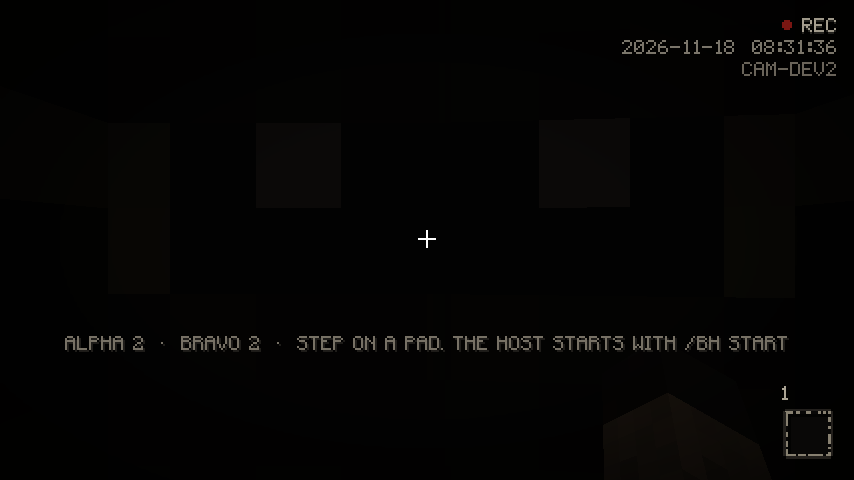 REC
2026-11-18 08:31:36
CAM-DEV2
ALPHA 2 · BRAVO 2 · STEP ON A PAD. THE HOST STARTS WITH /BH START
1